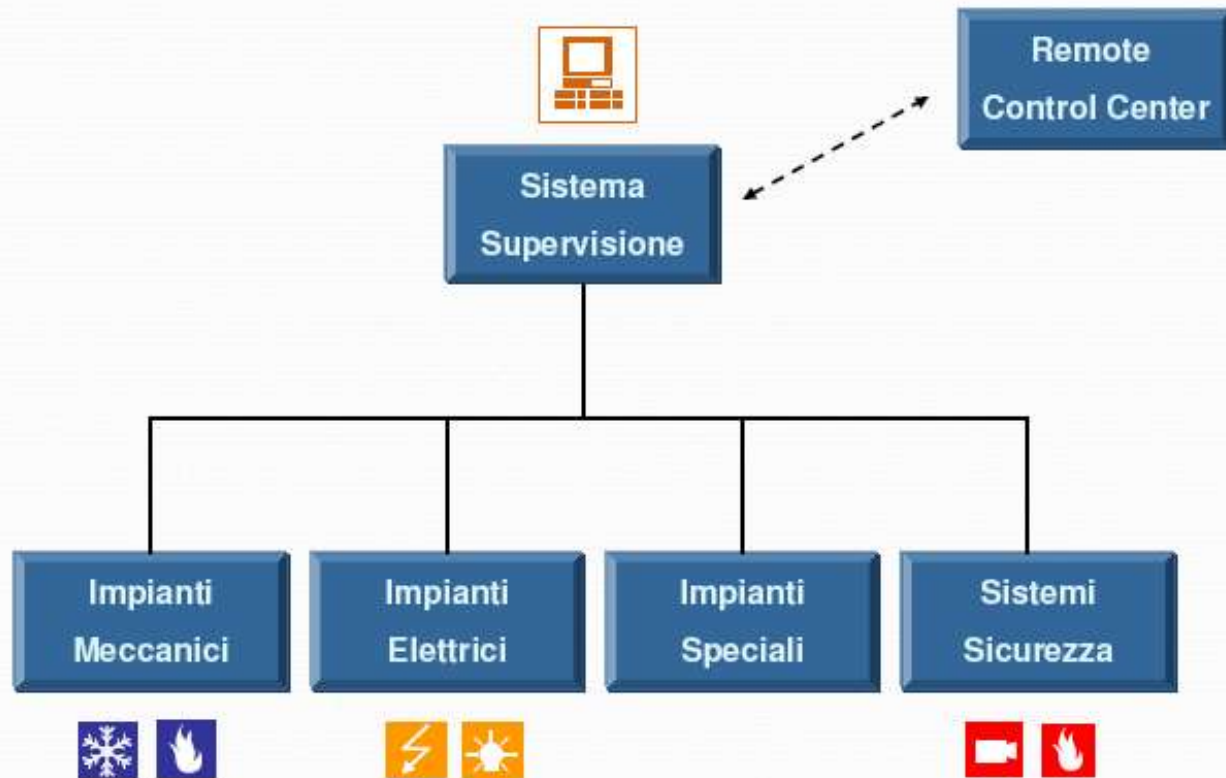 Remote
Control Center
Sistema
Supervisione
Impianti
Meccanici
Impianti
Elettrici
Impianti
Speciali
Sistemi
Sicurezza